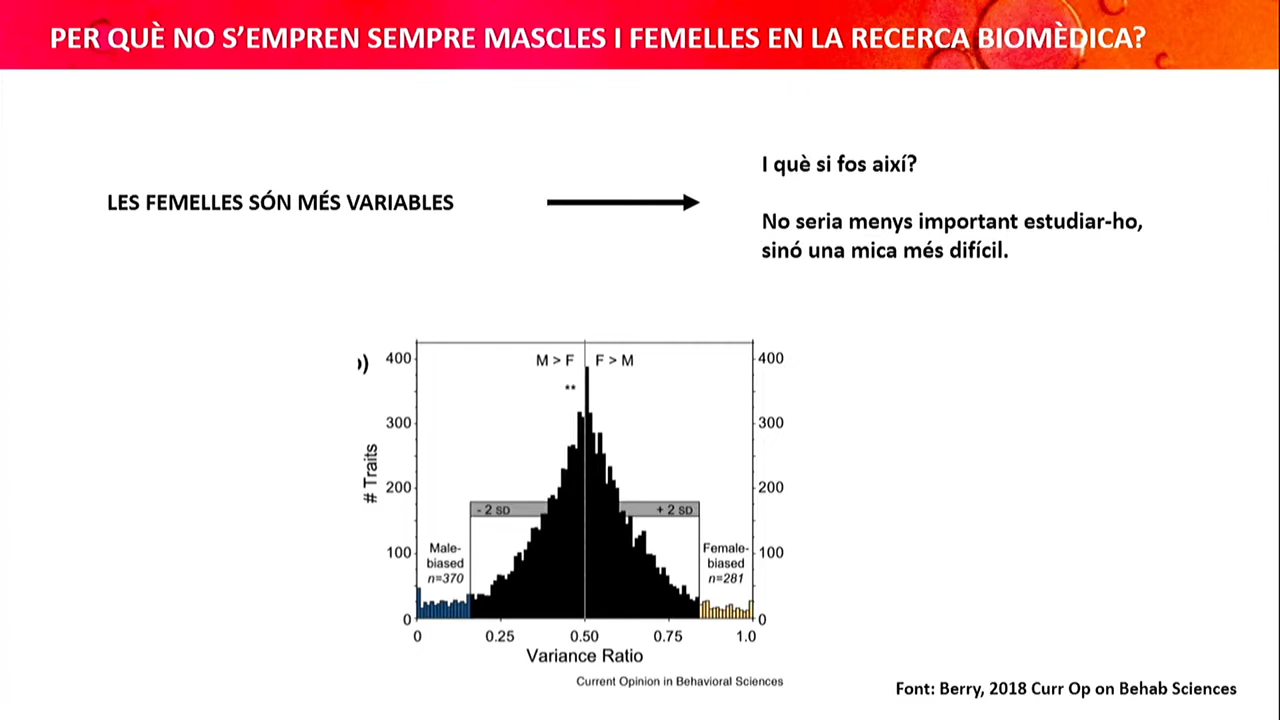 PER QUÈ NO S'EMPREN SEMPRE MASCLES I FEMELLES EN LA RECERCA BIOMÈDICA?
LES FEMELLES SÓN MÉS VARIABLES
I què si fos així?
No seria menys important estudiar-ho,
sinó una mica més difícil.
M > F
F > M
**
400
300
200
100
0
# Traits
400
300
200
100
0
- 2 SD
+ 2 SD
Male-
biased
n=370
Female-
biased
n=281
0
0.25
0.50
0.75
1.0
Variance Ratio
Current Opinion in Behavioral Sciences
Font: Berry, 2018 Curr Op on Behab Sciences